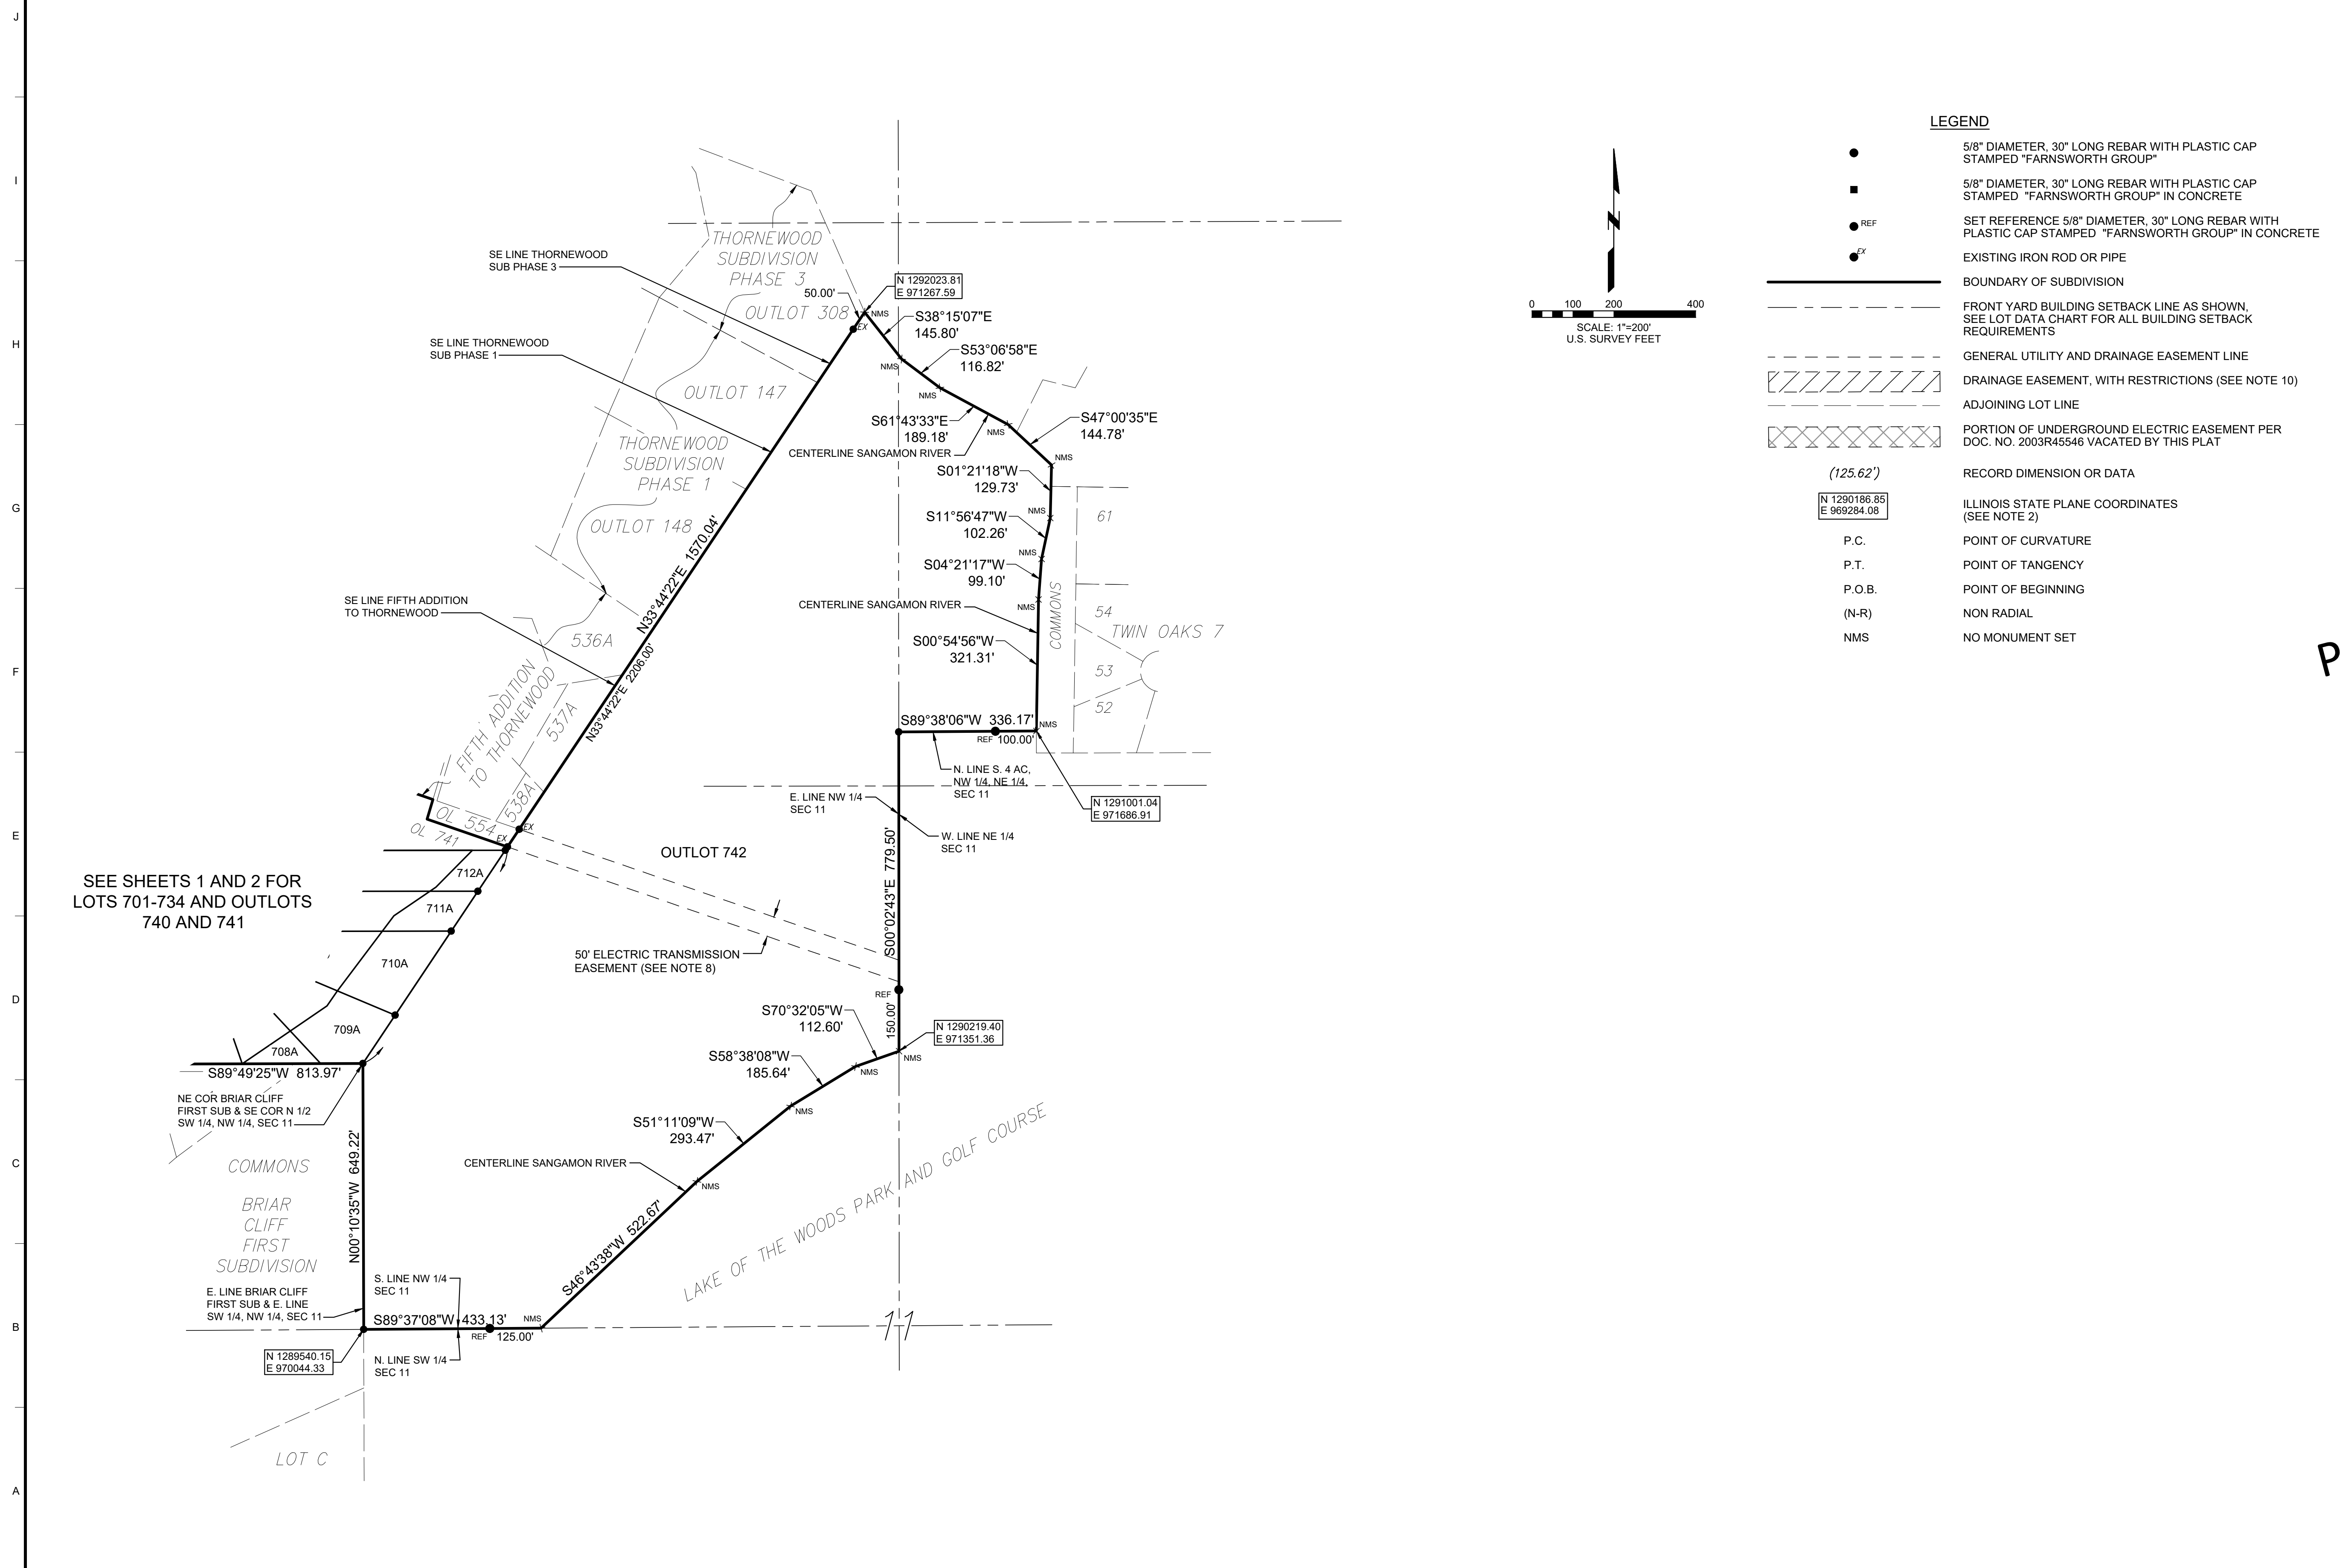 J
I
H
G
F
E
D
C
B
A
THORNEWOOD
SUBDIVISION
PHASE 3
OUTLOT 308
SE LINE THORNEWOOD
SUB PHASE 3
50.00'
EX
N 1292023.81
E 971267.59
NMS
S38°15'07"E
145.80'
NMS
S53°06'58"E
116.82'
NMS
SE LINE THORNEWOOD
SUB PHASE 1
OUTLOT 147
S61°43'33"E
189.18'
NMS
CENTERLINE SANGAMON RIVER
S47°00'35"E
144.78'
NMS
THORNEWOOD
SUBDIVISION
PHASE 1
OUTLOT 148
S01°21'18"W
129.73'
NMS
S11°56'47"W
102.26'
NMS
S04°21'17"W
99.10'
NMS
CENTERLINE SANGAMON RIVER
S00°54'56"W
321.31'
COMMONS
61
54
TWIN OAKS 7
53
52
N33°44'22"E 1570.04'
N33°44'22"E 2206.00'
SE LINE FIFTH ADDITION
TO THORNEWOOD
536A
537A
538A
FIFTH ADDITION
TO THORNEWOOD
OL 554
OL 741
EX
EX
S89°38'06"W 336.17'
NMS
REF 100.00'
N. LINE S. 4 AC,
NW 1/4, NE 1/4,
SEC 11
N 1291001.04
E 971686.91
E. LINE NW 1/4
SEC 11
W. LINE NE 1/4
SEC 11
S00°02'43"E 779.50'
OUTLOT 742
SEE SHEETS 1 AND 2 FOR
LOTS 701-734 AND OUTLOTS
740 AND 741
712A
711A
710A
709A
708A
50' ELECTRIC TRANSMISSION
EASEMENT (SEE NOTE 8)
REF
150.00'
N 1290219.40
E 971351.36
NMS
S70°32'05"W
112.60'
NMS
S58°38'08"W
185.64'
NMS
S51°11'09"W
293.47'
NMS
CENTERLINE SANGAMON RIVER
S46°43'38"W 522.67'
LAKE OF THE WOODS PARK AND GOLF COURSE
S89°49'25"W 813.97'
NE COR BRIAR CLIFF
FIRST SUB & SE COR N 1/2
SW 1/4, NW 1/4, SEC 11
N00°10'35"W 649.22'
COMMONS
BRIAR
CLIFF
FIRST
SUBDIVISION
E. LINE BRIAR CLIFF
FIRST SUB & E. LINE
SW 1/4, NW 1/4, SEC 11
S. LINE NW 1/4
SEC 11
S89°37'08"W 433.13'
NMS
REF 125.00'
N. LINE SW 1/4
SEC 11
N 1289540.15
E 970044.33
LOT C
N
0 100 200 400
SCALE: 1"=200'
U.S. SURVEY FEET
LEGEND
5/8" DIAMETER, 30" LONG REBAR WITH PLASTIC CAP
STAMPED "FARNSWORTH GROUP"
5/8" DIAMETER, 30" LONG REBAR WITH PLASTIC CAP
STAMPED "FARNSWORTH GROUP" IN CONCRETE
REF SET REFERENCE 5/8" DIAMETER, 30" LONG REBAR WITH
PLASTIC CAP STAMPED "FARNSWORTH GROUP" IN CONCRETE
EX EXISTING IRON ROD OR PIPE
BOUNDARY OF SUBDIVISION
FRONT YARD BUILDING SETBACK LINE AS SHOWN,
SEE LOT DATA CHART FOR ALL BUILDING SETBACK
REQUIREMENTS
GENERAL UTILITY AND DRAINAGE EASEMENT LINE
DRAINAGE EASEMENT, WITH RESTRICTIONS (SEE NOTE 10)
ADJOINING LOT LINE
PORTION OF UNDERGROUND ELECTRIC EASEMENT PER
DOC. NO. 2003R45546 VACATED BY THIS PLAT
(125.62') RECORD DIMENSION OR DATA
N 1290186.85
E 969284.08
ILLINOIS STATE PLANE COORDINATES
(SEE NOTE 2)
P.C. POINT OF CURVATURE
P.T. POINT OF TANGENCY
P.O.B. POINT OF BEGINNING
(N-R) NON RADIAL
NMS NO MONUMENT SET
P